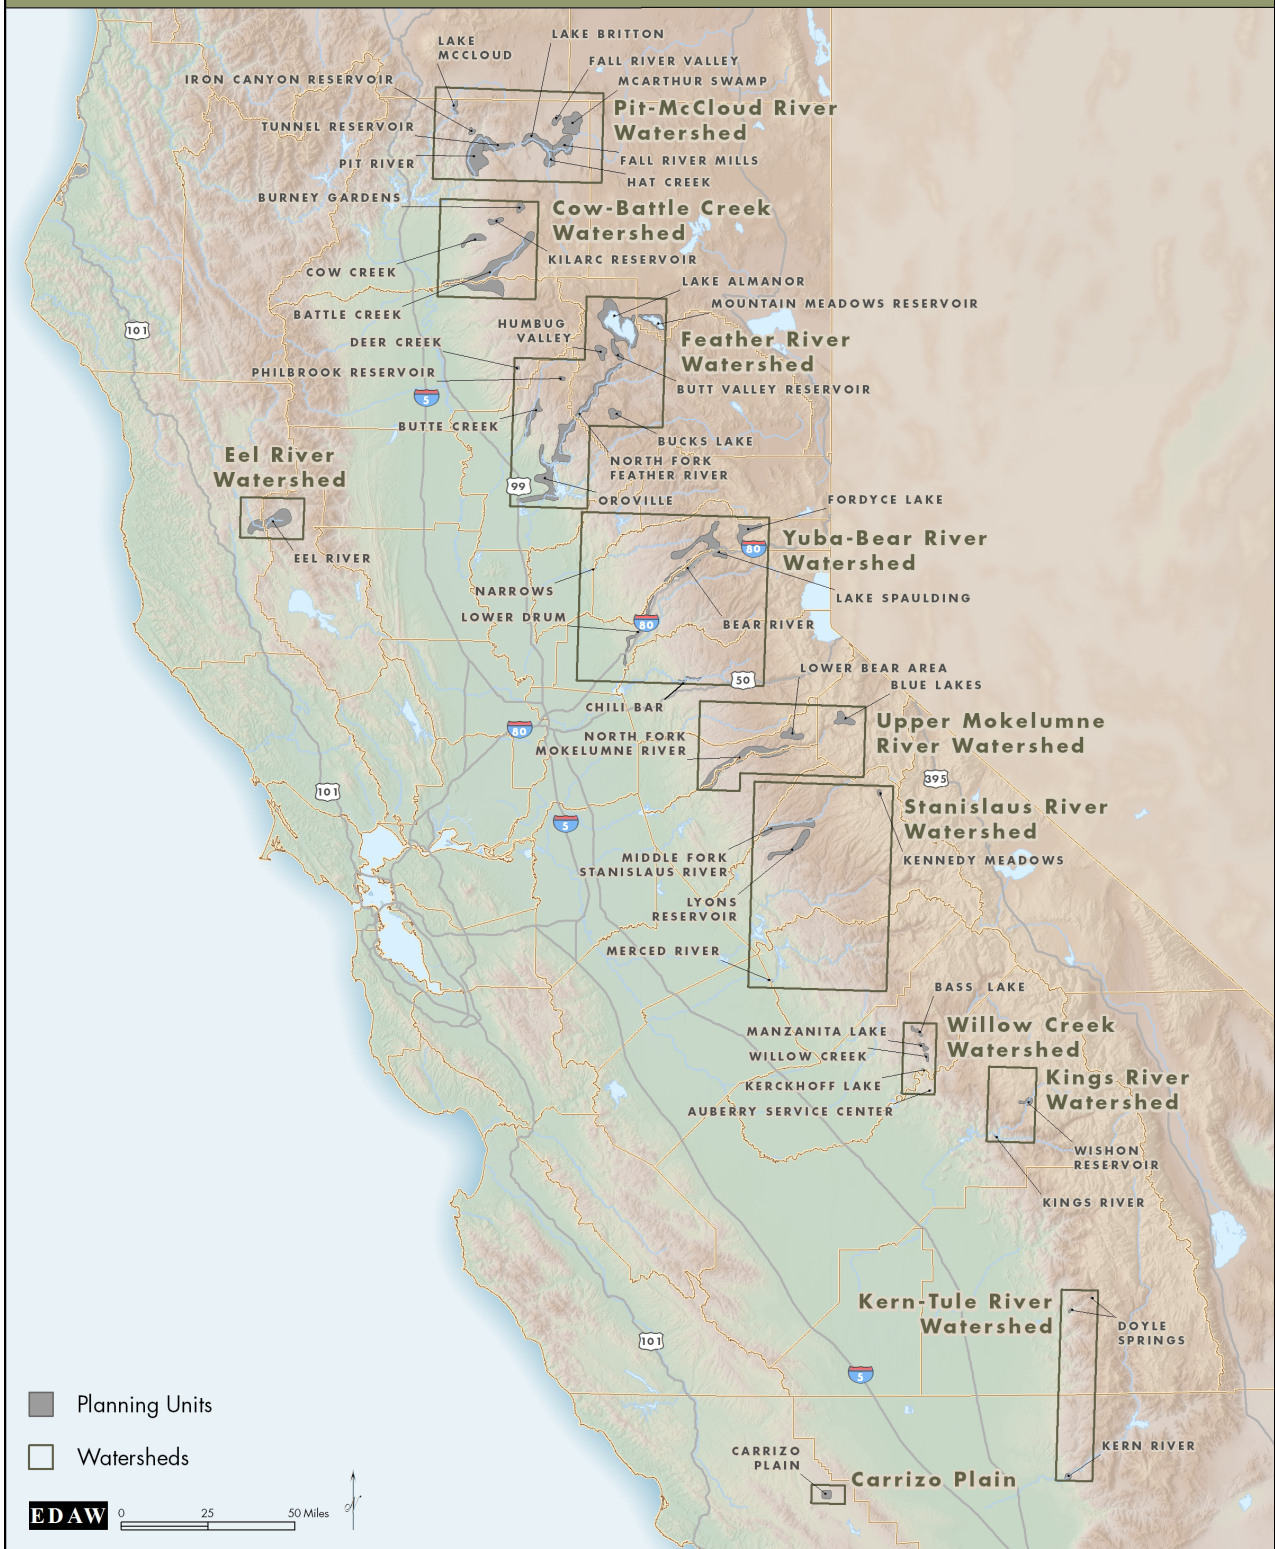 LAKE
MCCLOUD
LAKE BRITTON
FALL RIVER VALLEY
IRON CANYON RESERVOIR
MCARTHUR SWAMP
Pit-McCloud River
Watershed
TUNNEL RESERVOIR
PIT RIVER
FALL RIVER MILLS
HAT CREEK
BURNEY GARDENS
Cow-Battle Creek
Watershed
KILARC RESERVOIR
COW CREEK
BATTLE CREEK
LAKE ALMANOR
MOUNTAIN MEADOWS RESERVOIR
HUMBUG
VALLEY
101
DEER CREEK
Feather River
Watershed
PHILBROOK RESERVOIR
BUTT VALLEY RESERVOIR
5
BUTTE CREEK
BUCKS LAKE
NORTH FORK
FEATHER RIVER
Eel River
Watershed
99
OROVILLE
FORDYCE LAKE
EEL RIVER
80
Yuba-Bear River
Watershed
NARROWS
LAKE SPAULDING
LOWER DRUM
80
BEAR RIVER
50
LOWER BEAR AREA
BLUE LAKES
CHILI BAR
80
NORTH FORK
MOKELUMNE RIVER
Upper Mokelumne
River Watershed
395
101
5
Stanislaus River
Watershed
MIDDLE FORK
STANISLAUS RIVER
KENNEDY MEADOWS
LYONS
RESERVOIR
MERCED RIVER
BASS LAKE
MANZANITA LAKE
Willow Creek
Watershed
WILLOW CREEK
KERCKHOFF LAKE
Kings River
Watershed
AUBERRY SERVICE CENTER
WISHON
RESERVOIR
KINGS RIVER
Kern-Tule River
Watershed
DOYLE
SPRINGS
101
5
Planning Units
Watersheds
KERN RIVER
CARRIZO
PLAIN
Carrizo Plain
EDAW
0 25 50 Miles